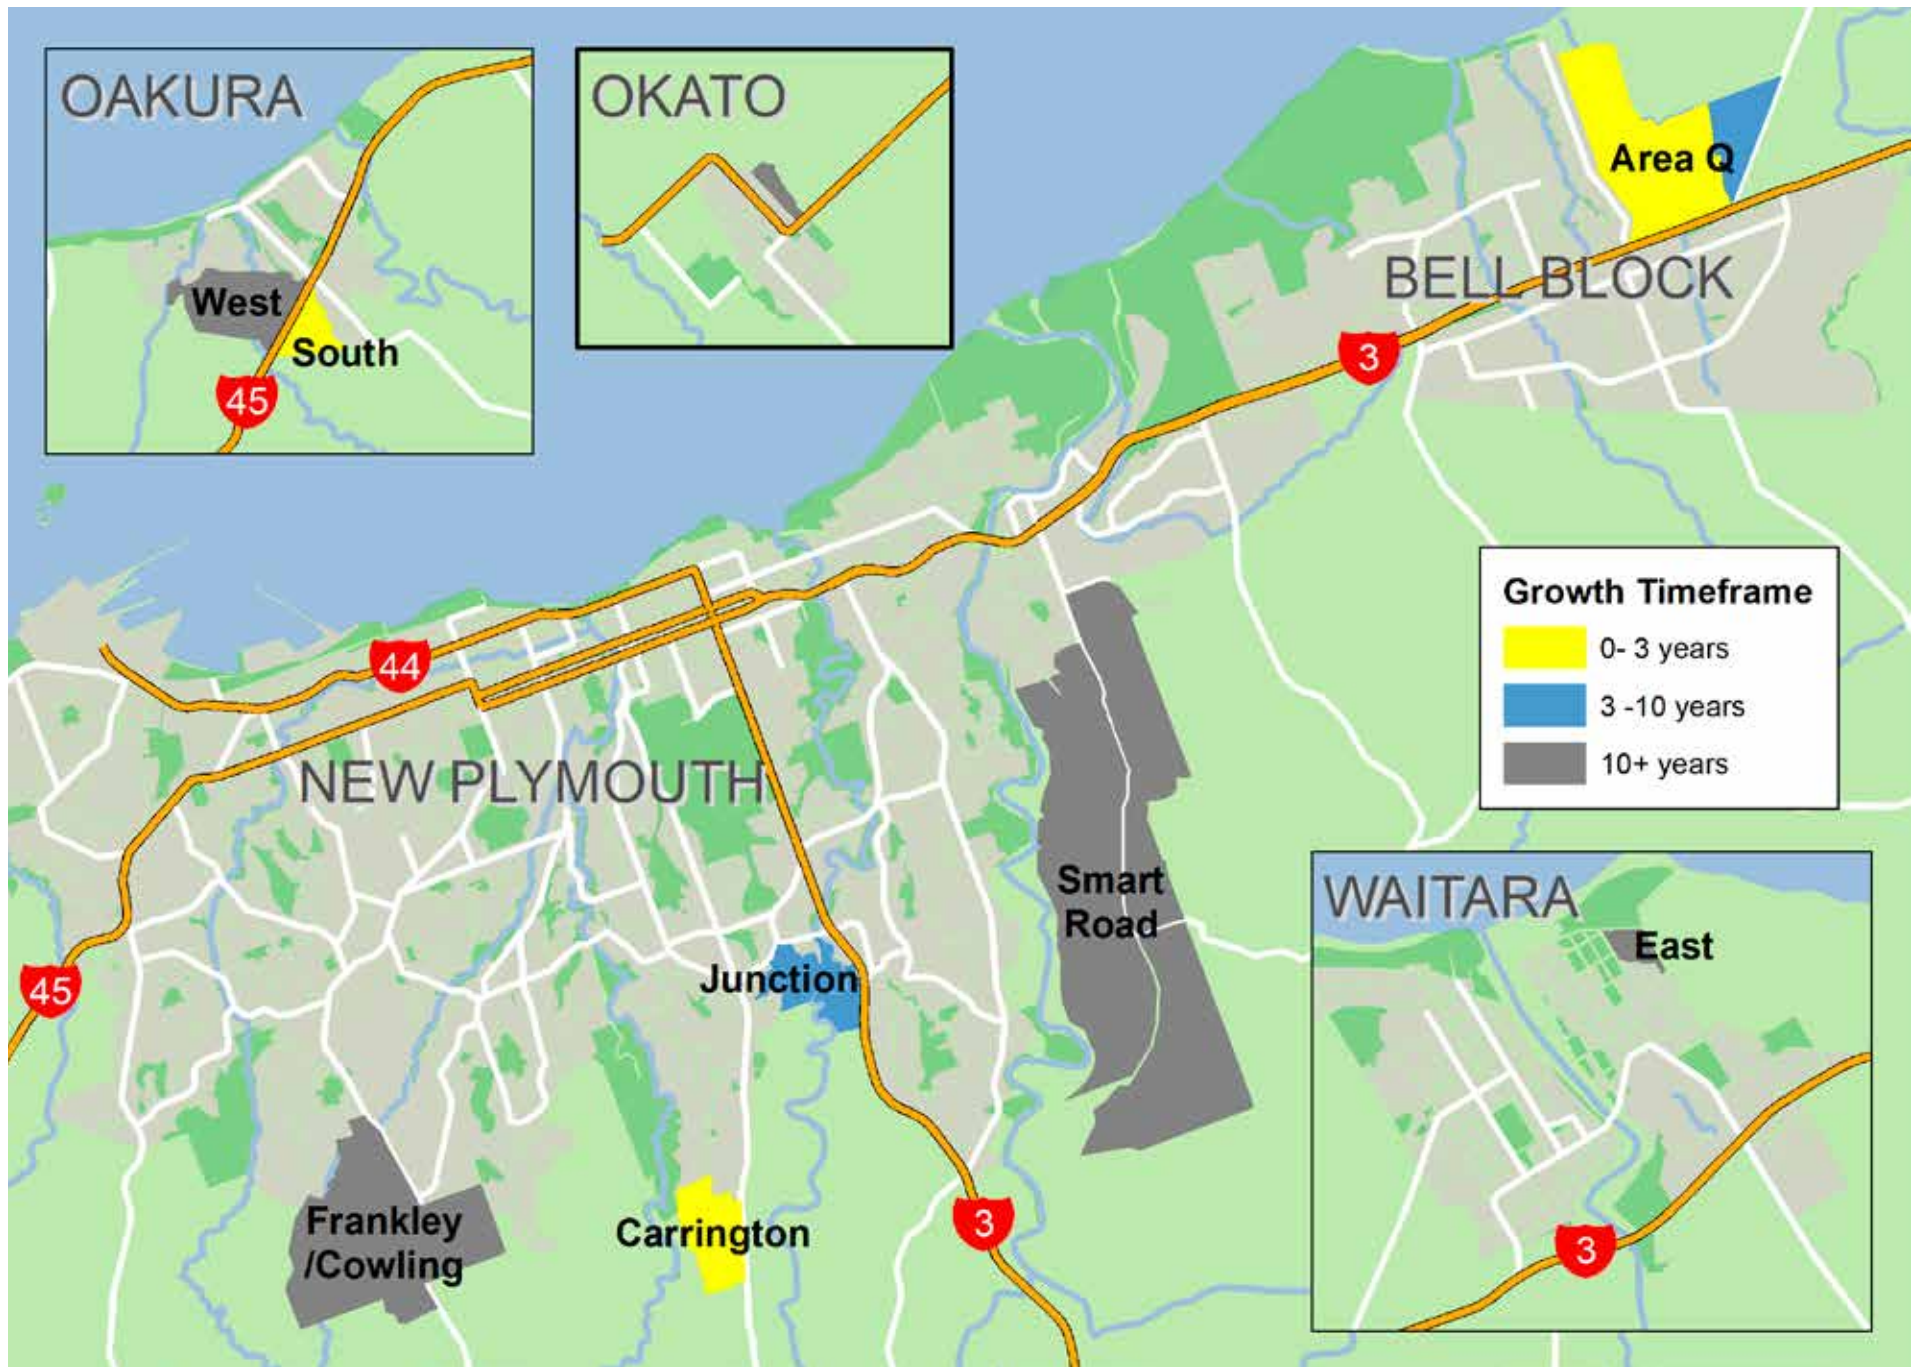 OAKURA
West
South
45
OKATO
Area Q
BELL BLOCK
3
44
NEW PLYMOUTH
45
Junction
Smart
Road
Frankley
/Cowling
Carrington
3
Growth Timeframe
0- 3 years
3 -10 years
10+ years
WAITARA
East
3